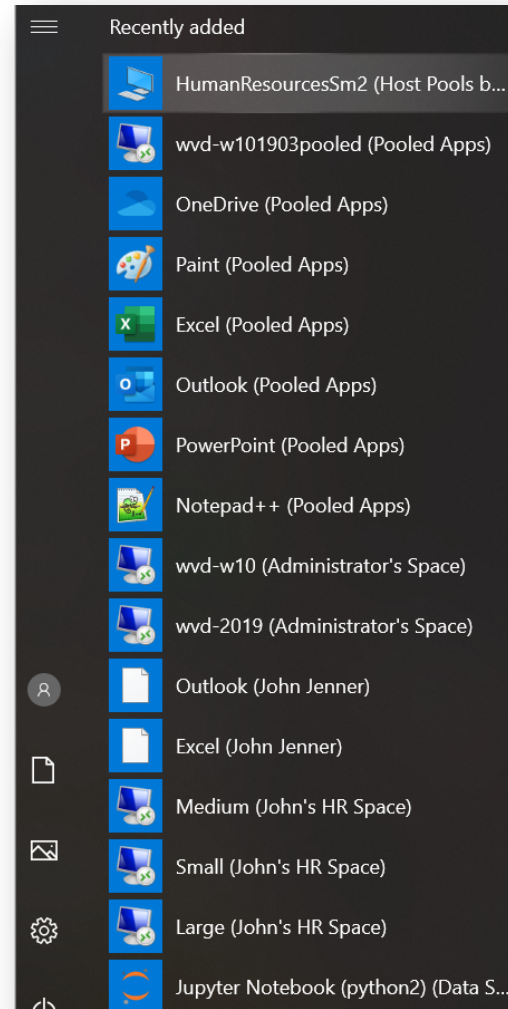 Recently added
HumanResourcesSm2 (Host Pools b...
wvd-w101903pooled (Pooled Apps)
OneDrive (Pooled Apps)
Paint (Pooled Apps)
Excel (Pooled Apps)
Outlook (Pooled Apps)
PowerPoint (Pooled Apps)
Notepad++ (Pooled Apps)
wvd-w10 (Administrator's Space)
wvd-2019 (Administrator's Space)
Outlook (John Jenner)
Excel (John Jenner)
Medium (John's HR Space)
Small (John's HR Space)
Large (John's HR Space)
Jupyter Notebook (python2) (Data S...